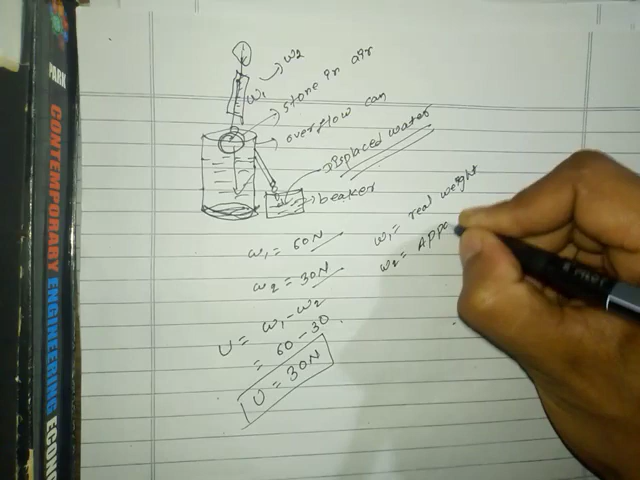 w₁ → w₂
stone in air
overflow can
displaced water
beaker
w₁ = 60N
w₂ = 30N
U = w₁ - w₂
= 60 - 30
U = 30N
w₁ = real weight
w₂ = Appa
PARK
CONTEMPORARY ENGINEERING ECONO